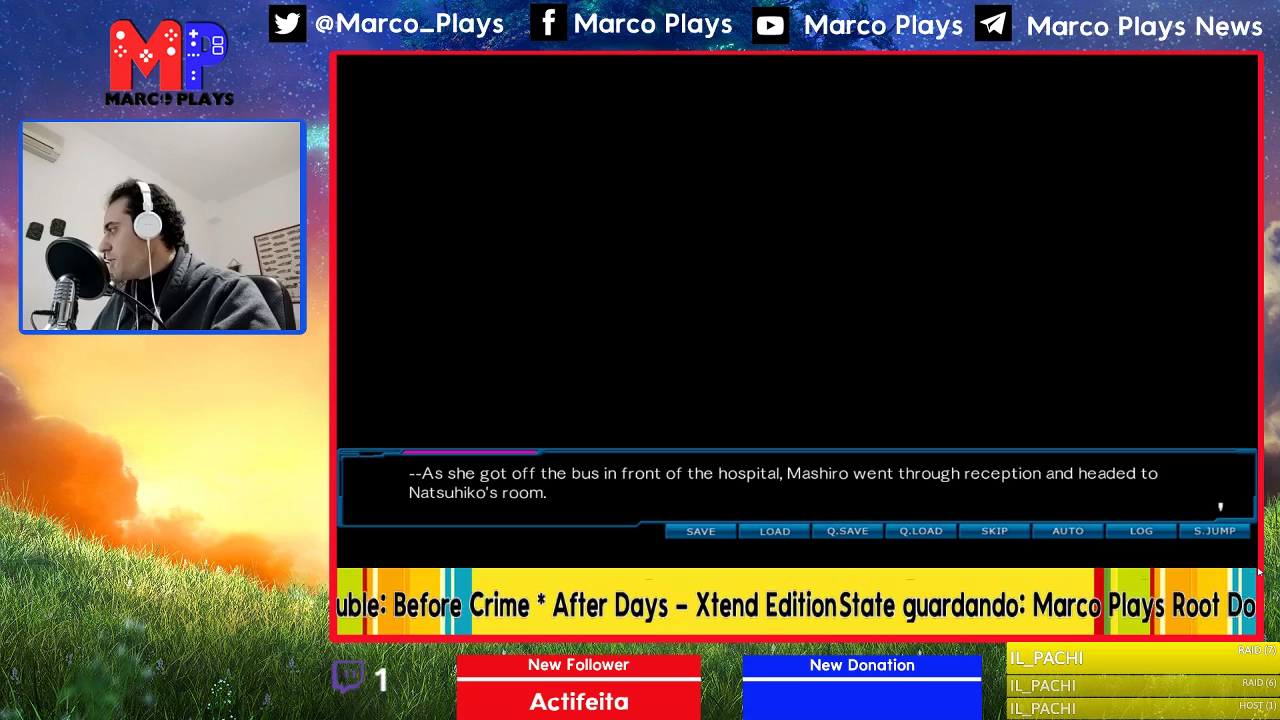 @Marco_Plays
Marco Plays
Marco Plays
Marco Plays News
MP
MARCO PLAYS
--As she got off the bus in front of the hospital, Mashiro went through reception and headed to
Natsuhiko's room.
SAVE
LOAD
Q.SAVE
Q.LOAD
SKIP
AUTO
LOG
S.JUMP
uble: Before Crime * After Days - Xtend EditionState guardando: Marco Plays Root Do
1
New Follower
Actifeita
New Donation
IL_PACHI
RAID (7)
IL_PACHI
RAID (6)
IL_PACHI
HOST (1)